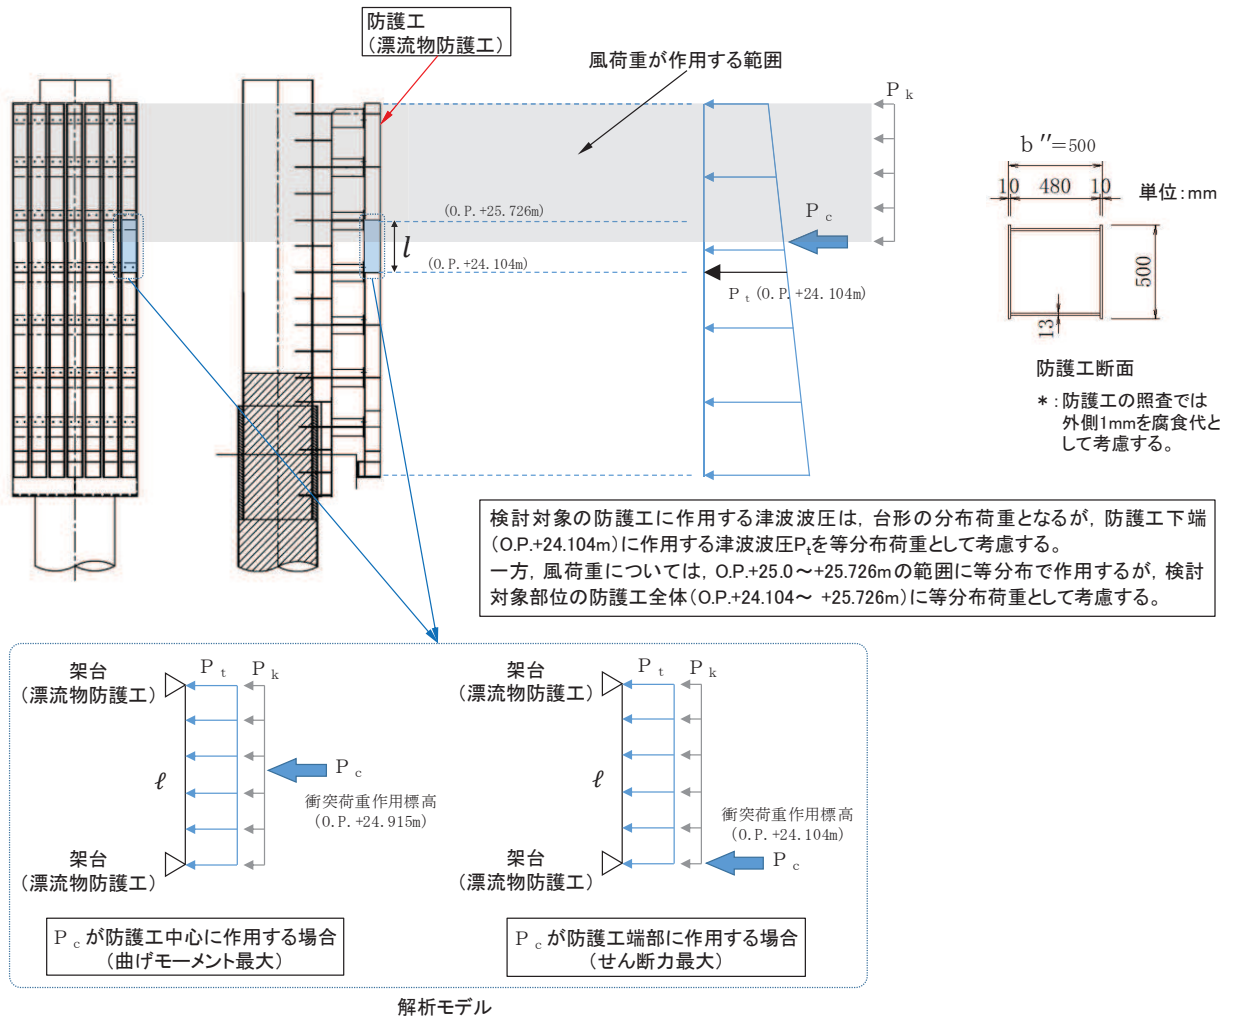 防護工
（漂流物防護工）
風荷重が作用する範囲
P k
b ″＝500
10 480 10
単位：mm
(O.P.+25.726m)
P c
l
(O.P.+24.104m)
P t (O.P.+24.104m)
500
13
防護工断面
＊：防護工の照査では
外側1mmを腐食代と
して考慮する。
検討対象の防護工に作用する津波波圧は，台形の分布荷重となるが，防護工下端
（O.P.+24.104m）に作用する津波波圧Ptを等分布荷重として考慮する。
一方，風荷重については，O.P.+25.0～+25.726mの範囲に等分布で作用するが，検討
対象部位の防護工全体（O.P.+24.104～ +25.726m）に等分布荷重として考慮する。
架台
（漂流物防護工）
P t P k
ℓ
P c
衝突荷重作用標高
(O.P.+24.915m)
架台
（漂流物防護工）
P c が防護工中心に作用する場合
（曲げモーメント最大）
架台
（漂流物防護工）
P t P k
ℓ
衝突荷重作用標高
(O.P.+24.104m)
P c
架台
（漂流物防護工）
P c が防護工端部に作用する場合
（せん断力最大）
解析モデル